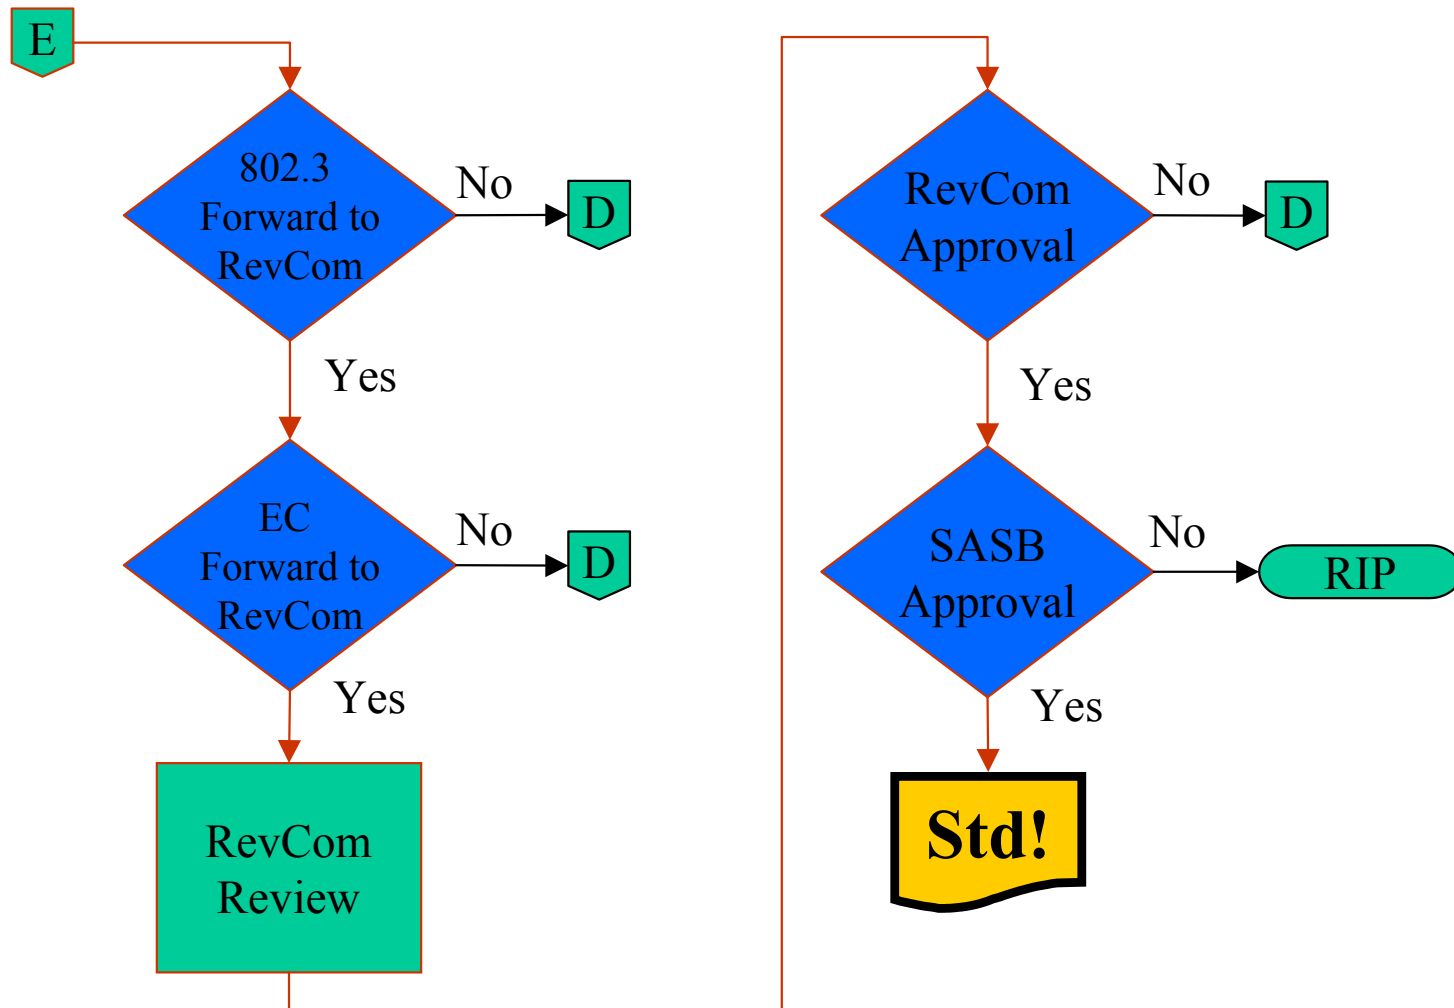 E
802.3
Forward to
RevCom
No
D
Yes
EC
Forward to
RevCom
No
D
Yes
RevCom
Review
RevCom
Approval
No
D
Yes
SASB
Approval
No
RIP
Yes
Std!